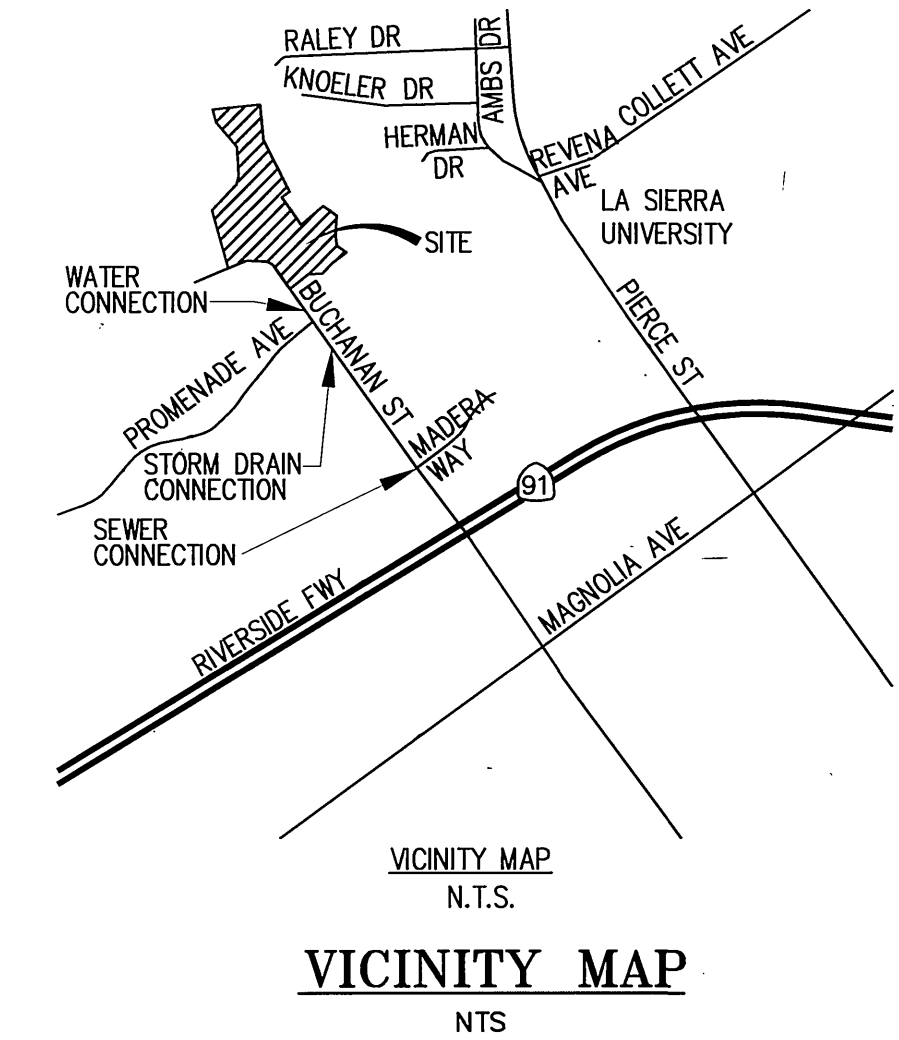 RALEY DR
KNOELER DR
AMBS DR
HERMAN
DR
REVENA
AVE
COLLETT AVE
LA SIERRA
UNIVERSITY
SITE
WATER
CONNECTION
BUCHANAN ST
PIERCE ST
PROMENADE AVE
MADERA
WAY
STORM DRAIN
CONNECTION
91
SEWER
CONNECTION
MAGNOLIA AVE
RIVERSIDE FWY
VICINITY MAP
N.T.S.
VICINITY MAP
NTS